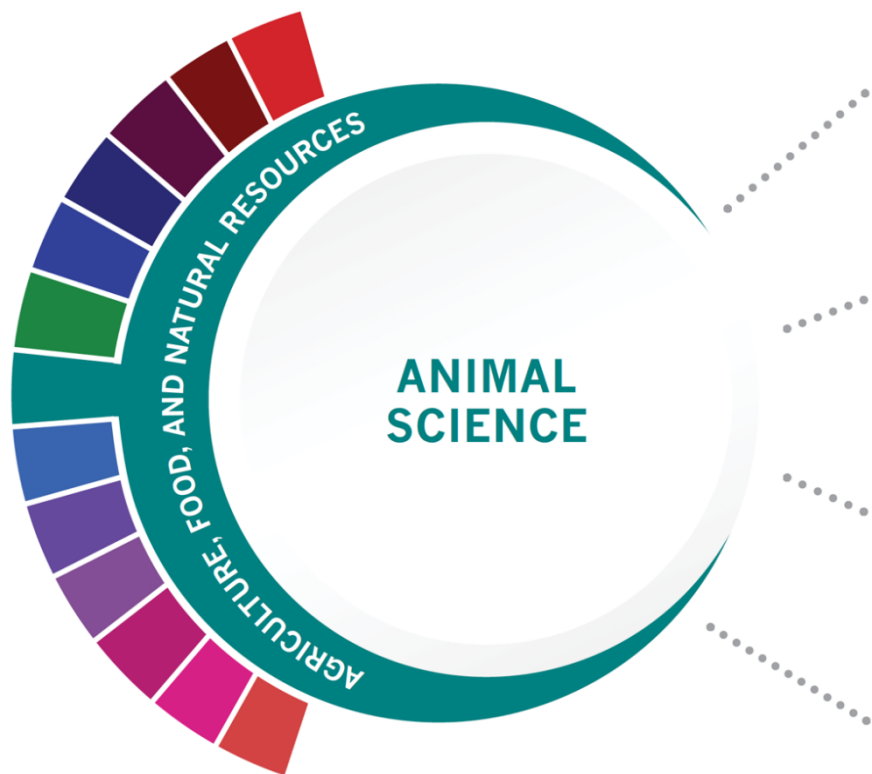 AGRICULTURE, FOOD, AND NATURAL RESOURCES
ANIMAL
SCIENCE